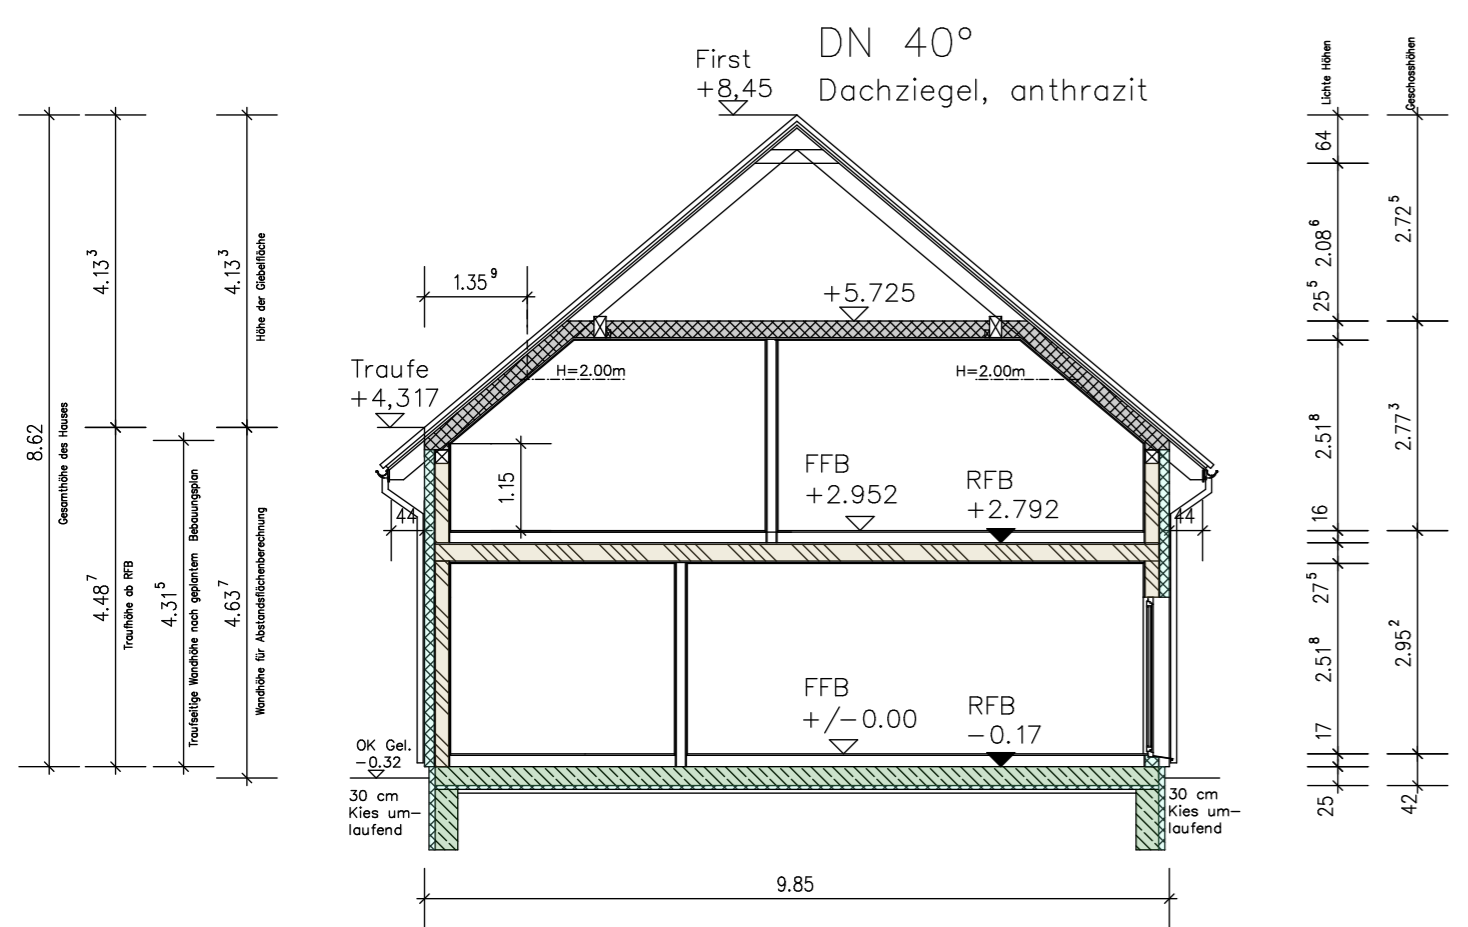 DN 40°
First
+8,45
Dachziegel, anthrazit
Lichte Höhen
Geschosshöhen
64
2.08⁶
25⁵
2.72⁵
4.13³
4.13³
Höhe der Giebelfläche
1.35⁹
+5.725
Traufe
+4,317
H=2.00m
H=2.00m
8.62
Gesamthöhe des Hauses
2.51⁸
2.77³
FFB
+2.952
RFB
+2.792
1.15
44
44
16
4.48⁷
Traufhöhe ab RFB
4.31⁵
Traufseitige Wandhöhe nach geplantem Bebauungsplan
4.63⁷
Wandhöhe für Abstandsflächenberechnung
27⁵
2.51⁸
2.95²
FFB
+/−0.00
RFB
−0.17
17
OK Gel.
−0.32
30 cm
Kies um−
laufend
30 cm
Kies um−
laufend
25
42
9.85